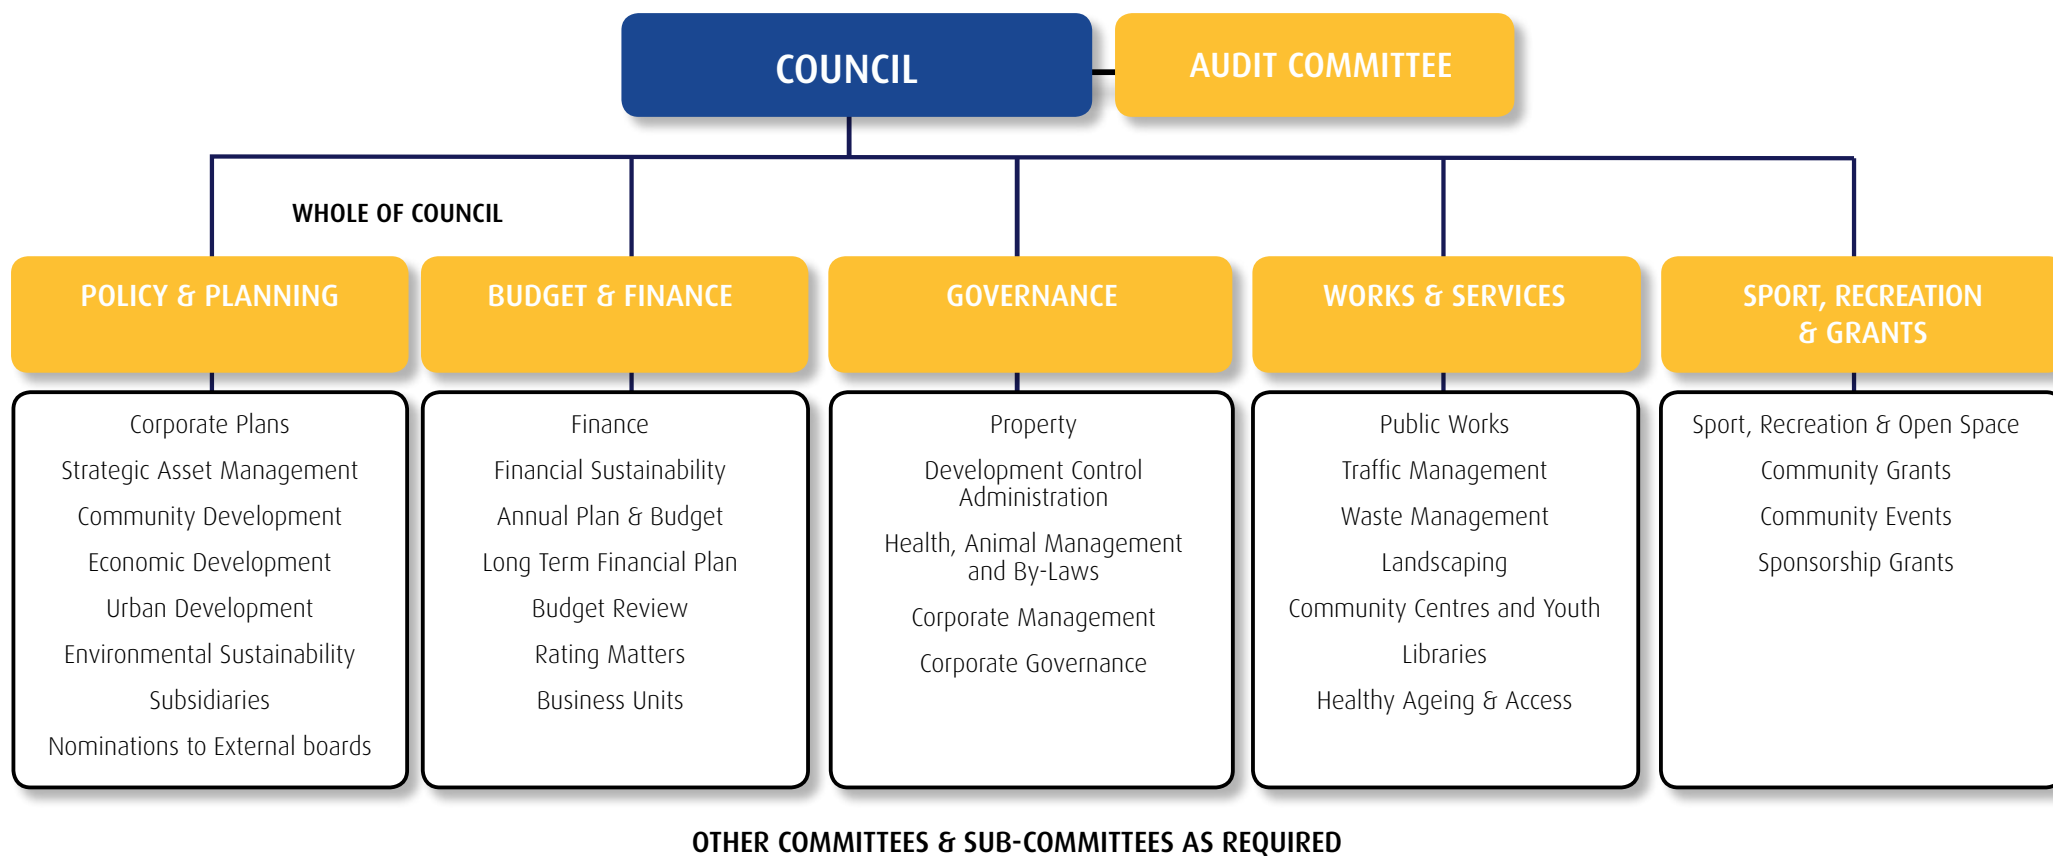 COUNCIL
AUDIT COMMITTEE
WHOLE OF COUNCIL
POLICY & PLANNING
Corporate Plans
Strategic Asset Management
Community Development
Economic Development
Urban Development
Environmental Sustainability
Subsidiaries
Nominations to External boards
BUDGET & FINANCE
Finance
Financial Sustainability
Annual Plan & Budget
Long Term Financial Plan
Budget Review
Rating Matters
Business Units
GOVERNANCE
Property
Development Control
Administration
Health, Animal Management
and By-Laws
Corporate Management
Corporate Governance
WORKS & SERVICES
Public Works
Traffic Management
Waste Management
Landscaping
Community Centres and Youth
Libraries
Healthy Ageing & Access
SPORT, RECREATION
& GRANTS
Sport, Recreation & Open Space
Community Grants
Community Events
Sponsorship Grants
OTHER COMMITTEES & SUB-COMMITTEES AS REQUIRED